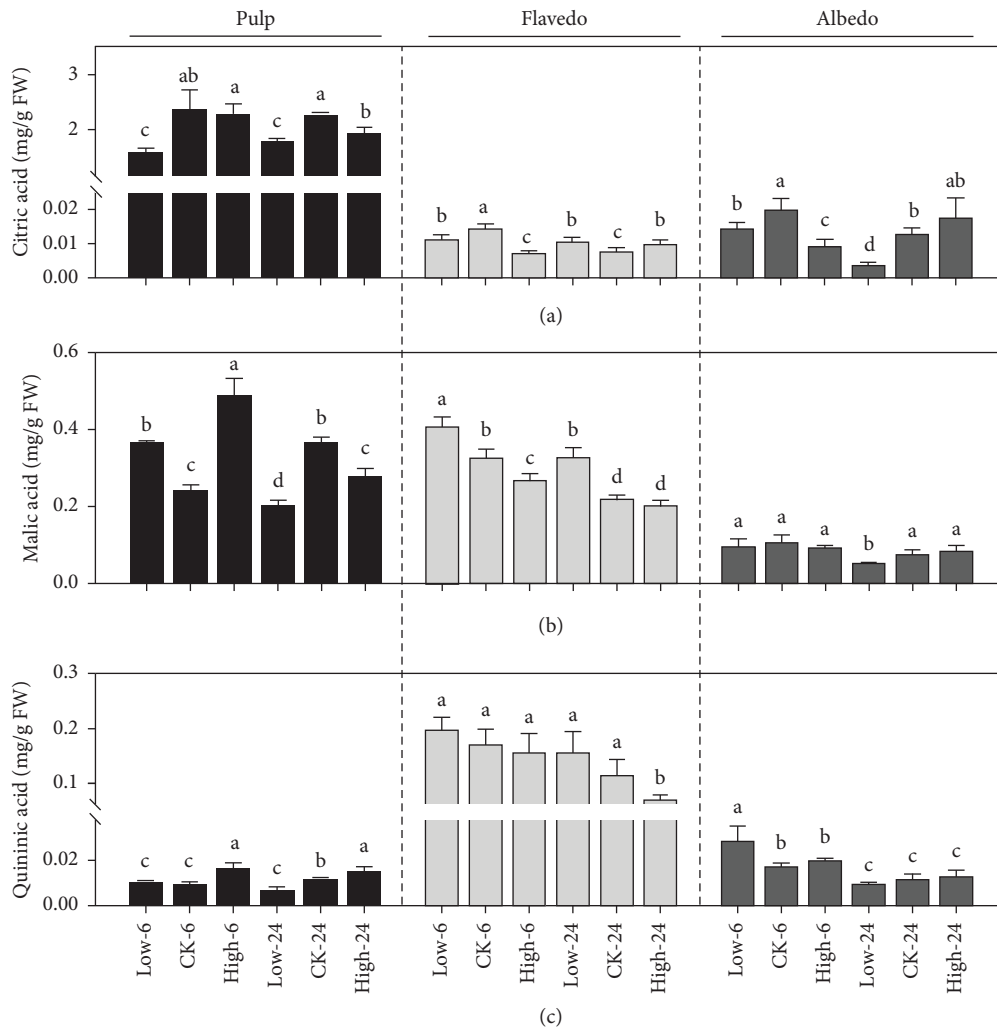 Pulp Flavedo Albedo
Citric acid (mg/g FW)
3
2
0.02
0.01
0.00
c ab a c a b
b a c b c b
b a c d b ab
(a)
Malic acid (mg/g FW)
0.6
0.4
0.2
0.0
b c a d b c
a b c b d d
a a a b a a
(b)
Quininic acid (mg/g FW)
0.3
0.2
0.1
0.02
0.00
c c a c b a
a a a a a b
a b b c c c
Low-6 CK-6 High-6 Low-24 CK-24 High-24
Low-6 CK-6 High-6 Low-24 CK-24 High-24
Low-6 CK-6 High-6 Low-24 CK-24 High-24
(c)